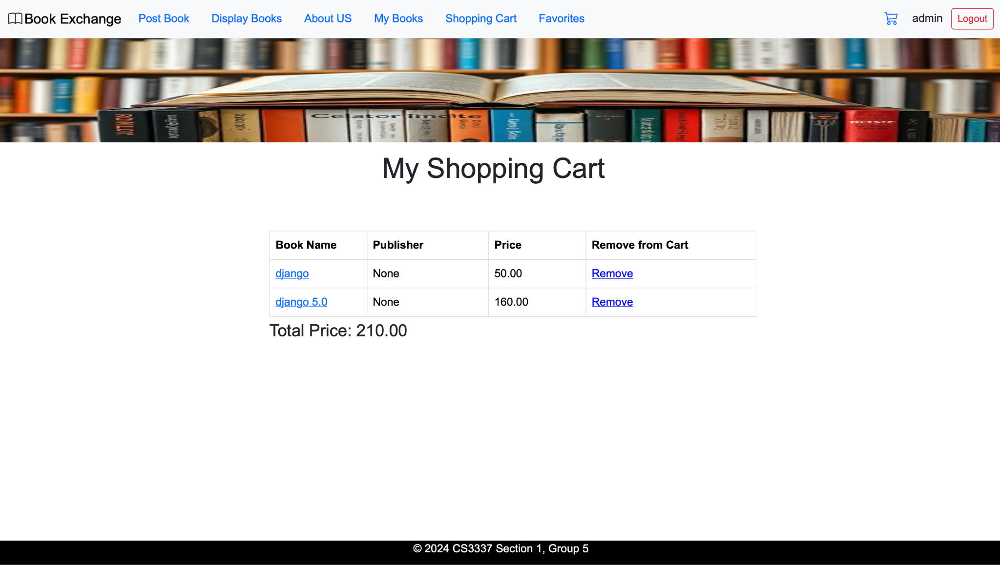 Book Exchange Post Book Display Books About US My Books Shopping Cart Favorites admin Logout
My Shopping Cart
Book Name Publisher Price Remove from Cart
django None 50.00 Remove
django 5.0 None 160.00 Remove
Total Price: 210.00
© 2024 CS3337 Section 1, Group 5